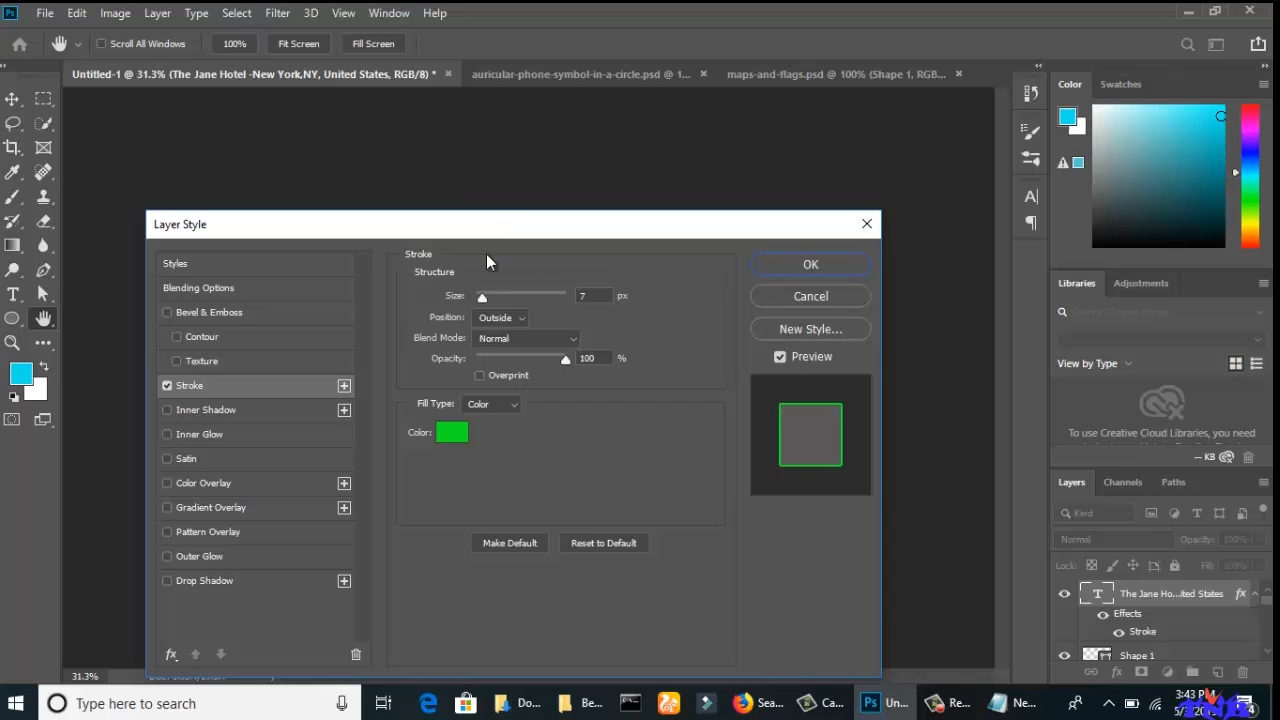 Ps File Edit Image Layer Type Select Filter 3D View Window Help
Scroll All Windows 100% Fit Screen Fill Screen
Untitled-1 @ 31.3% (The Jane Hotel -New York,NY, United States, RGB/8) *
auricular-phone-symbol-in-a-circle.psd @ 1...
maps-and-flags.psd @ 100% (Shape 1, RGB...
Color Swatches
Layer Style
Styles
Blending Options
Bevel & Emboss
Contour
Texture
Stroke
Inner Shadow
Inner Glow
Satin
Color Overlay
Gradient Overlay
Pattern Overlay
Outer Glow
Drop Shadow
fx
Stroke
Structure
Size: 7 px
Position: Outside
Blend Mode: Normal
Opacity: 100 %
Overprint
Fill Type: Color
Color:
Make Default Reset to Default
OK
Cancel
New Style...
Preview
Libraries Adjustments
View by Type
To use Creative Cloud Libraries, you need
-- KB
Layers Channels Paths
Kind
Normal Opacity: 100%
Lock: Fill: 100%
T The Jane Ho...ited States fx
Effects
Stroke
Shape 1
31.3%
Type here to search
Do... Be... Sea... Ca... Ps Un... Re... Ne...
3:43 PM